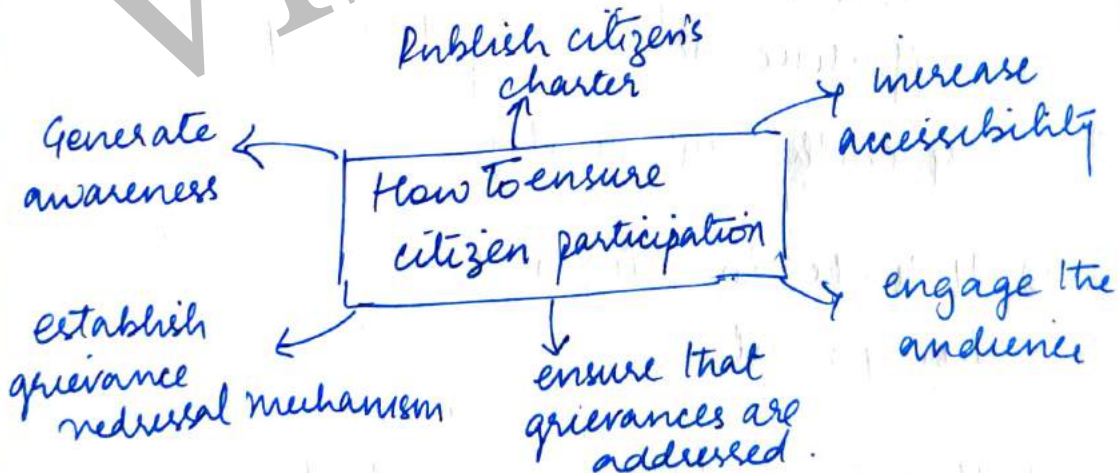 Publish citizen's
charter
increase
accessibility
Generate
awareness
How to ensure
citizen participation
engage the
audience
establish
grievance
redressal mechanism
ensure that
grievances are
addressed.